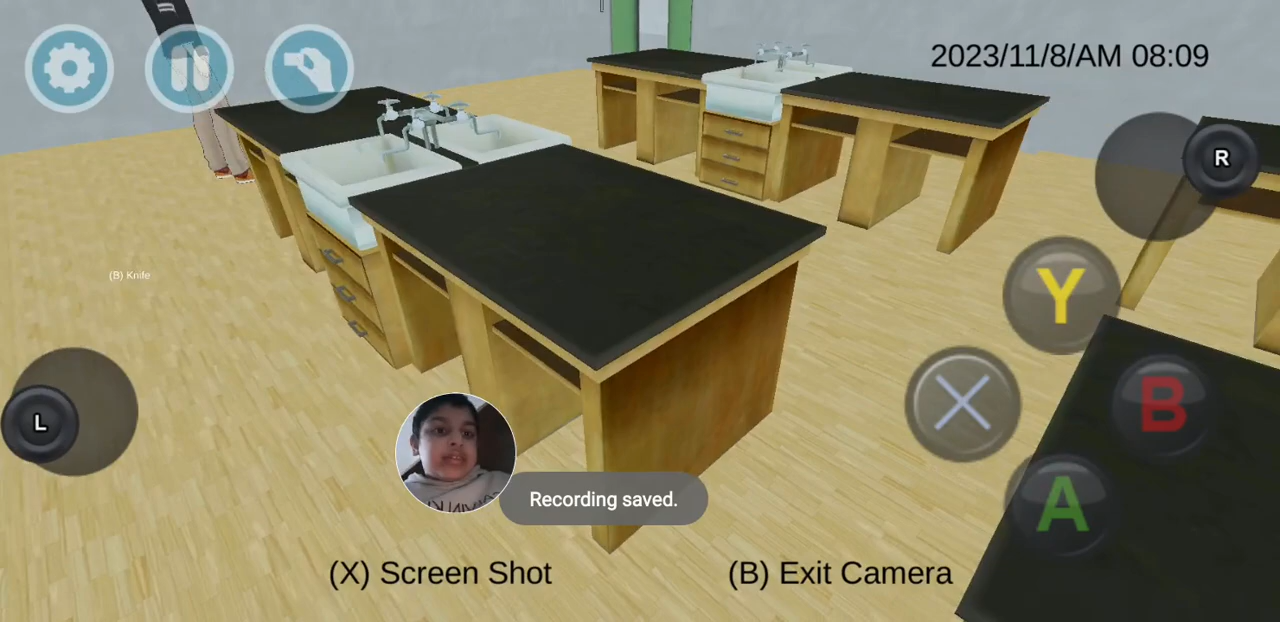 2023/11/8/AM 08:09
R
(B) Knife
Y
L
X
B
A
Recording saved.
(X) Screen Shot
(B) Exit Camera